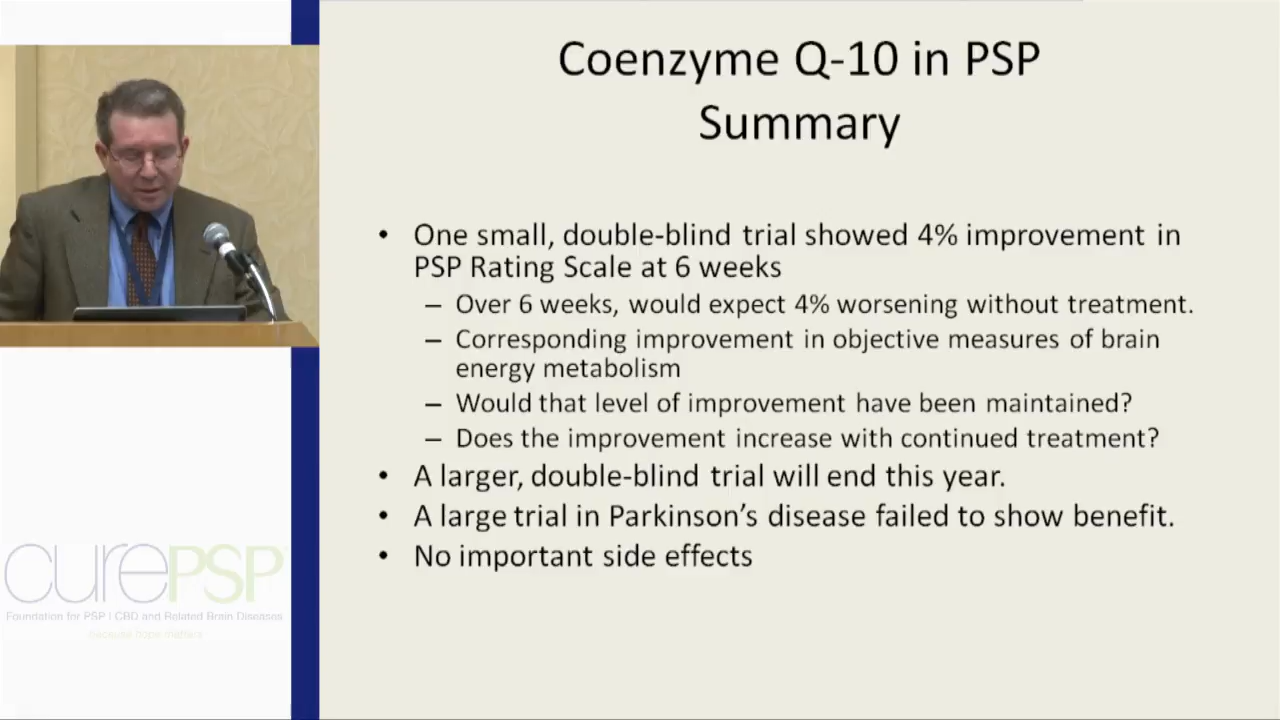 Coenzyme Q-10 in PSP
Summary
• One small, double-blind trial showed 4% improvement in
PSP Rating Scale at 6 weeks
– Over 6 weeks, would expect 4% worsening without treatment.
– Corresponding improvement in objective measures of brain
energy metabolism
– Would that level of improvement have been maintained?
– Does the improvement increase with continued treatment?
• A larger, double-blind trial will end this year.
• A large trial in Parkinson's disease failed to show benefit.
• No important side effects
curePSP
Foundation for PSP | CBD and Related Brain Diseases
because hope matters